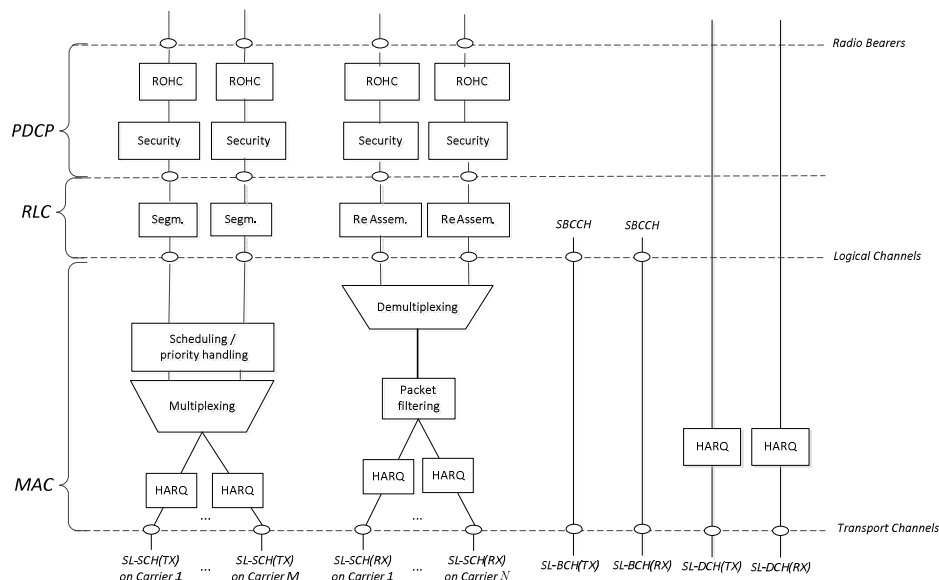 Radio Bearers
ROHC ROHC ROHC ROHC
PDCP
Security Security Security Security
RLC
Segm. Segm. Re Assem. Re Assem.
SBCCH SBCCH
Logical Channels
Demultiplexing
Scheduling /
priority handling
Packet
filtering
Multiplexing
HARQ HARQ
HARQ HARQ
MAC
HARQ HARQ
... ...
Transport Channels
SL-SCH(TX)
on Carrier 1
...
SL-SCH(TX)
on Carrier M
SL-SCH(RX)
on Carrier 1
...
SL-SCH(RX)
on Carrier N
SL-BCH(TX) SL-BCH(RX) SL-DCH(TX) SL-DCH(RX)